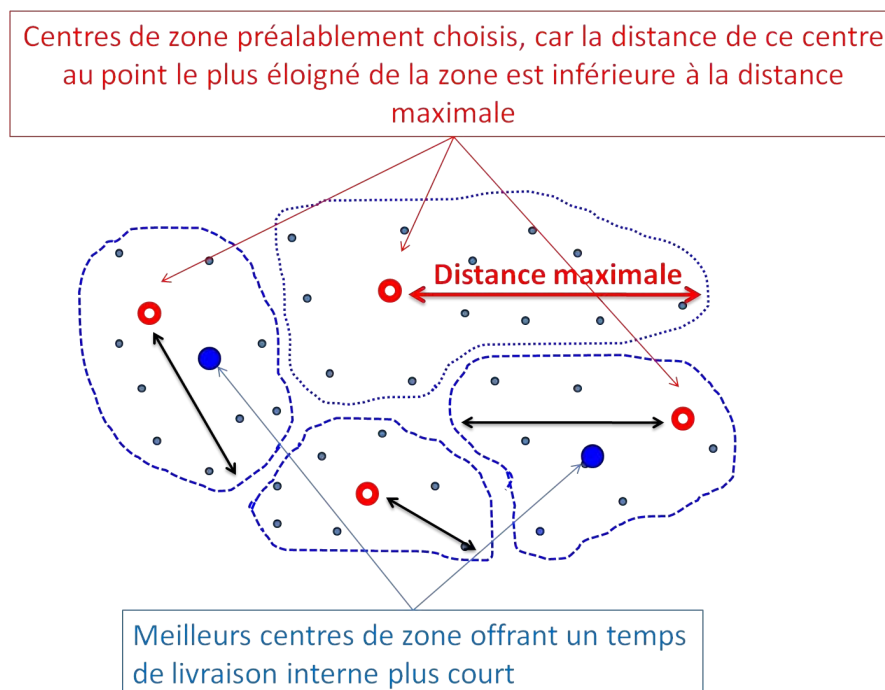 Centres de zone préalablement choisis, car la distance de ce centre
au point le plus éloigné de la zone est inférieure à la distance
maximale
Distance maximale
Meilleurs centres de zone offrant un temps
de livraison interne plus court